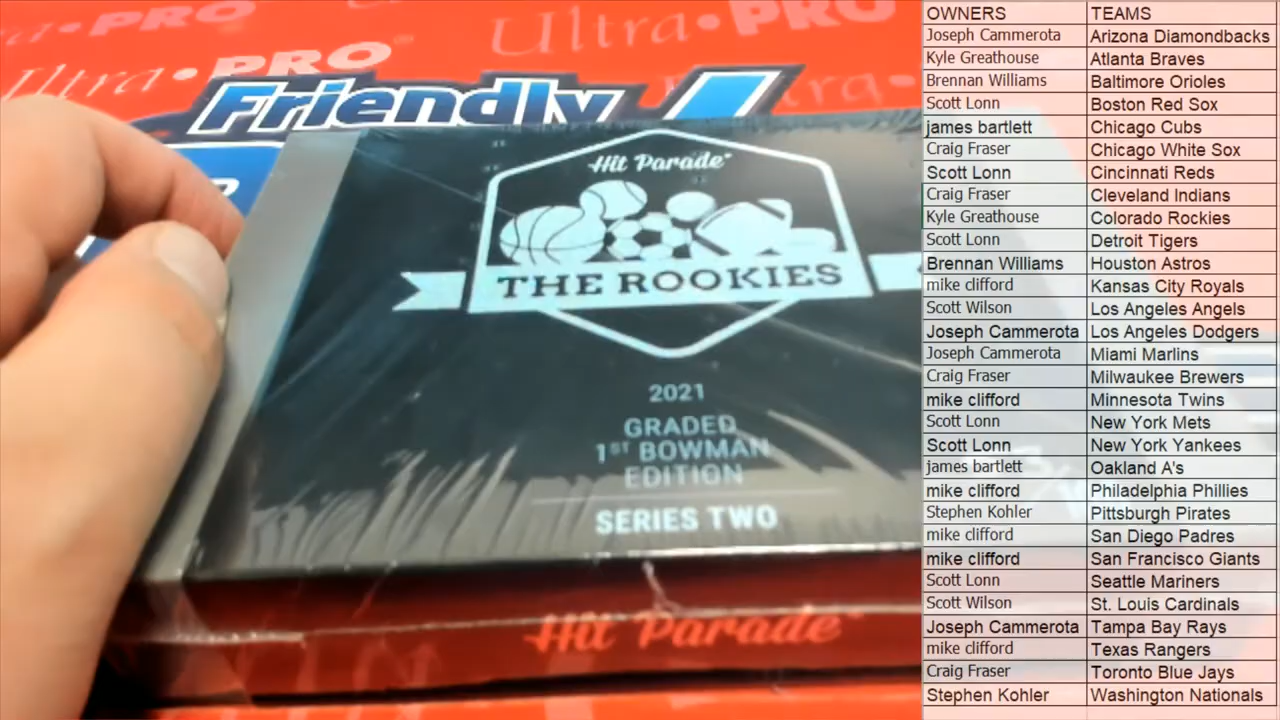 Ultra•PRO
Ultra•PRO
Ultra•PRO
Friendly
Hit Parade
THE ROOKIES
2021
GRADED
1ST BOWMAN
EDITION
SERIES TWO
Hit Parade
OWNERS TEAMS
Joseph Cammerota Arizona Diamondbacks
Kyle Greathouse Atlanta Braves
Brennan Williams Baltimore Orioles
Scott Lonn Boston Red Sox
james bartlett Chicago Cubs
Craig Fraser Chicago White Sox
Scott Lonn Cincinnati Reds
Craig Fraser Cleveland Indians
Kyle Greathouse Colorado Rockies
Scott Lonn Detroit Tigers
Brennan Williams Houston Astros
mike clifford Kansas City Royals
Scott Wilson Los Angeles Angels
Joseph Cammerota Los Angeles Dodgers
Joseph Cammerota Miami Marlins
Craig Fraser Milwaukee Brewers
mike clifford Minnesota Twins
Scott Lonn New York Mets
Scott Lonn New York Yankees
james bartlett Oakland A's
mike clifford Philadelphia Phillies
Stephen Kohler Pittsburgh Pirates
mike clifford San Diego Padres
mike clifford San Francisco Giants
Scott Lonn Seattle Mariners
Scott Wilson St. Louis Cardinals
Joseph Cammerota Tampa Bay Rays
mike clifford Texas Rangers
Craig Fraser Toronto Blue Jays
Stephen Kohler Washington Nationals